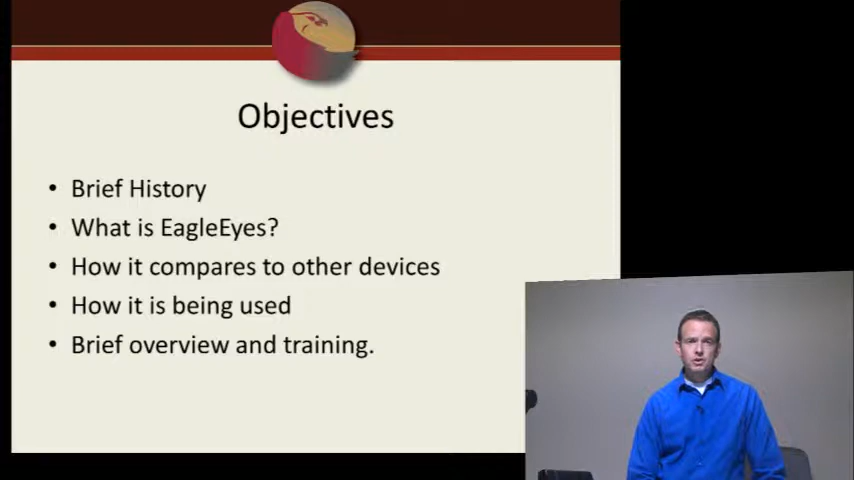 Objectives
• Brief History
• What is EagleEyes?
• How it compares to other devices
• How it is being used
• Brief overview and training.